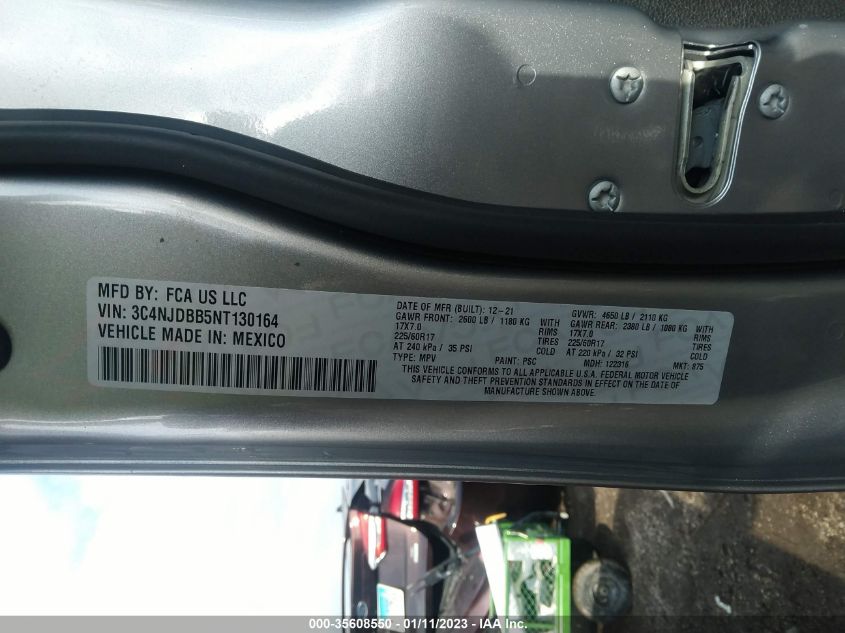 MFD BY: FCA US LLC
VIN: 3C4NJDBB5NT130164
VEHICLE MADE IN: MEXICO
DATE OF MFR (BUILT): 12-21 GVWR: 4650 LB / 2110 KG
GAWR FRONT: 2600 LB / 1180 KG WITH GAWR REAR: 2380 LB / 1080 KG WITH
17X7.0 RIMS 17X7.0 RIMS
225/60R17 TIRES 225/60R17 TIRES
AT 240 kPa / 35 PSI COLD AT 220 kPa / 32 PSI COLD
TYPE: MPV PAINT: PSC MDH: 122316 MKT: 875
THIS VEHICLE CONFORMS TO ALL APPLICABLE U.S.A. FEDERAL MOTOR VEHICLE
SAFETY AND THEFT PREVENTION STANDARDS IN EFFECT ON THE DATE OF
MANUFACTURE SHOWN ABOVE.
000-35608550 - 01/11/2023 - IAA Inc.